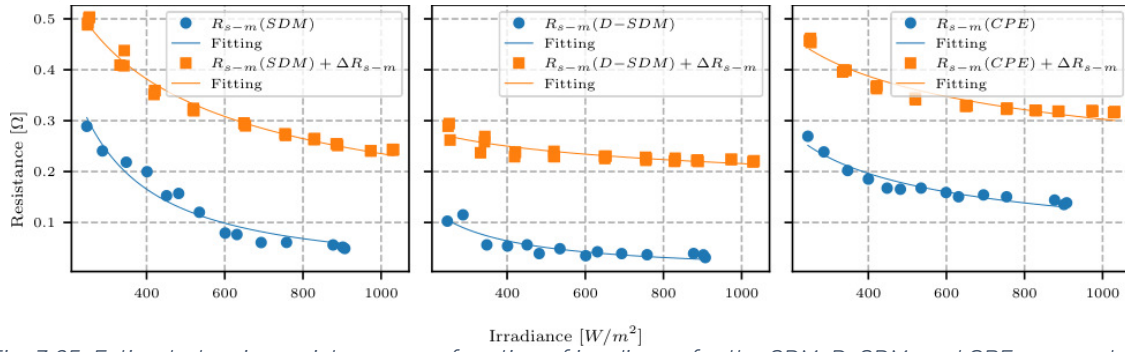 0.5
0.4
0.3
0.2
0.1
Resistance [Ω]
R_{s−m}(SDM)
Fitting
R_{s−m}(SDM) + ΔR_{s−m}
Fitting
400 600 800 1000
R_{s−m}(D−SDM)
Fitting
R_{s−m}(D−SDM) + ΔR_{s−m}
Fitting
400 600 800 1000
R_{s−m}(CPE)
Fitting
R_{s−m}(CPE) + ΔR_{s−m}
Fitting
400 600 800 1000
Irradiance [W/m²]